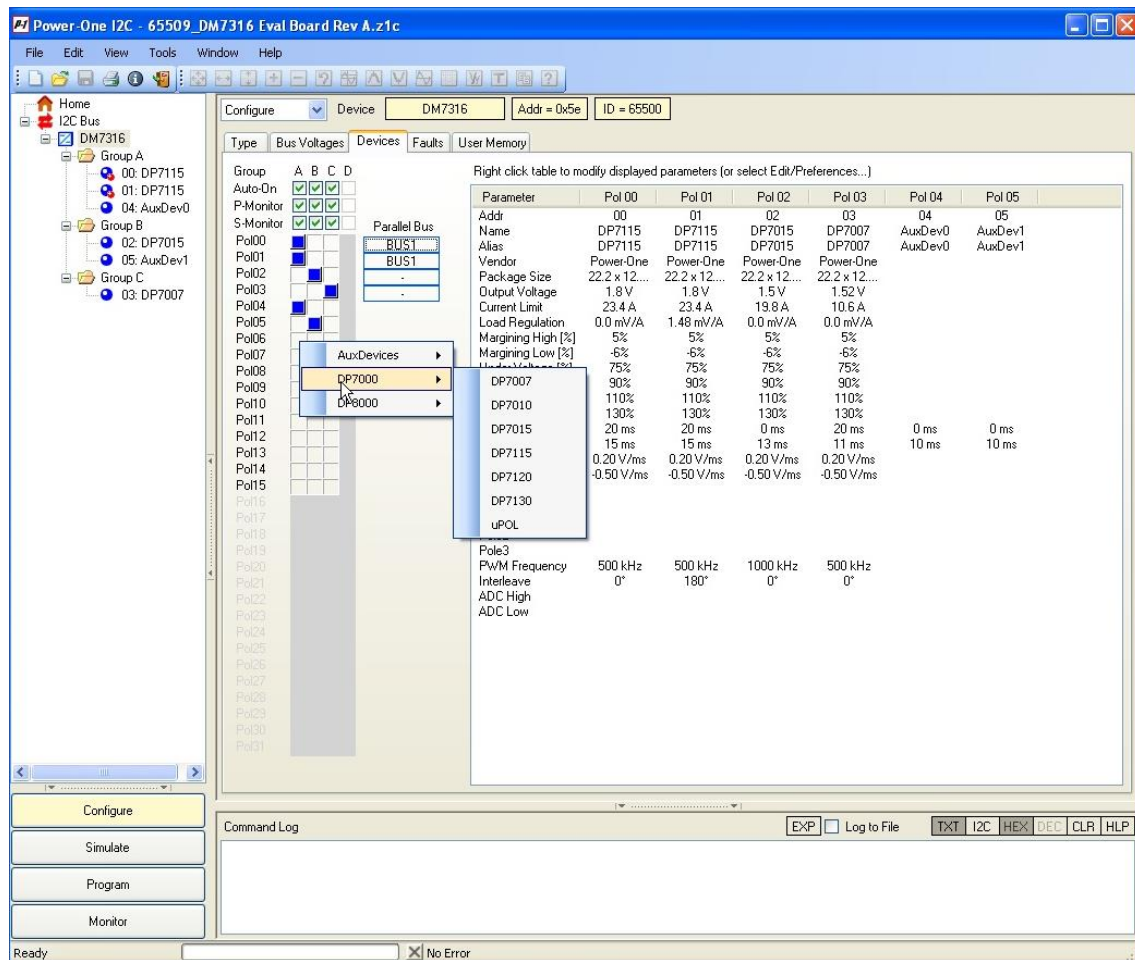 Power-One I2C - 65509_DM7316 Eval Board Rev A.z1c
File Edit View Tools Window Help
Home
I2C Bus
DM7316
Group A
00: DP7115
01: DP7115
04: AuxDev0
Group B
02: DP7015
05: AuxDev1
Group C
03: DP7007
Configure
Simulate
Program
Monitor
Configure Device DM7316 Addr = 0x5e ID = 65500
Type Bus Voltages Devices Faults User Memory
Group A B C D
Auto-On
P-Monitor
S-Monitor
Parallel Bus
Pol00 BUS1
Pol01 BUS1
Pol02 -
Pol03 -
Pol04
Pol05
Pol06
Pol07
Pol08
Pol09
Pol10
Pol11
Pol12
Pol13
Pol14
Pol15
Pol16
Pol17
Pol18
Pol19
Pol20
Pol21
Pol22
Pol23
Pol24
Pol25
Pol26
Pol27
Pol28
Pol29
Pol30
Pol31
AuxDevices
DP7000
DP8000
DP7007
DP7010
DP7015
DP7115
DP7120
DP7130
uPOL
Right click table to modify displayed parameters (or select Edit/Preferences...)
Parameter Pol 00 Pol 01 Pol 02 Pol 03 Pol 04 Pol 05
Addr 00 01 02 03 04 05
Name DP7115 DP7115 DP7015 DP7007 AuxDev0 AuxDev1
Alias DP7115 DP7115 DP7015 DP7007 AuxDev0 AuxDev1
Vendor Power-One Power-One Power-One Power-One
Package Size 22.2 x 12... 22.2 x 12... 22.2 x 12... 22.2 x 12...
Output Voltage 1.8 V 1.8 V 1.5 V 1.52 V
Current Limit 23.4 A 23.4 A 19.8 A 10.6 A
Load Regulation 0.0 mV/A 1.48 mV/A 0.0 mV/A 0.0 mV/A
Margining High [%] 5% 5% 5% 5%
Margining Low [%] -6% -6% -6% -6%
75% 75% 75% 75%
90% 90% 90% 90%
110% 110% 110% 110%
130% 130% 130% 130%
20 ms 20 ms 0 ms 20 ms 0 ms 0 ms
15 ms 15 ms 13 ms 11 ms 10 ms 10 ms
0.20 V/ms 0.20 V/ms 0.20 V/ms 0.20 V/ms
-0.50 V/ms -0.50 V/ms -0.50 V/ms -0.50 V/ms
Pole3
PWM Frequency 500 kHz 500 kHz 1000 kHz 500 kHz
Interleave 0° 180° 0° 0°
ADC High
ADC Low
Command Log EXP Log to File TXT I2C HEX DEC CLR HLP
Ready No Error